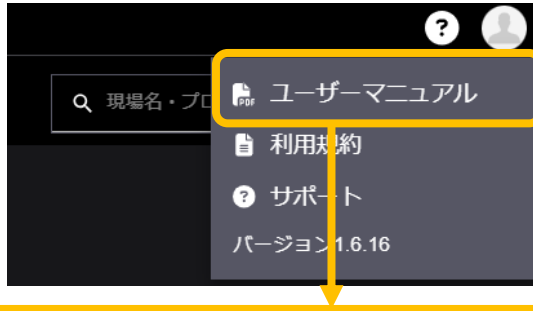 ?
現場名・プロ
PDF ユーザーマニュアル
利用規約
? サポート
バージョン1.6.16